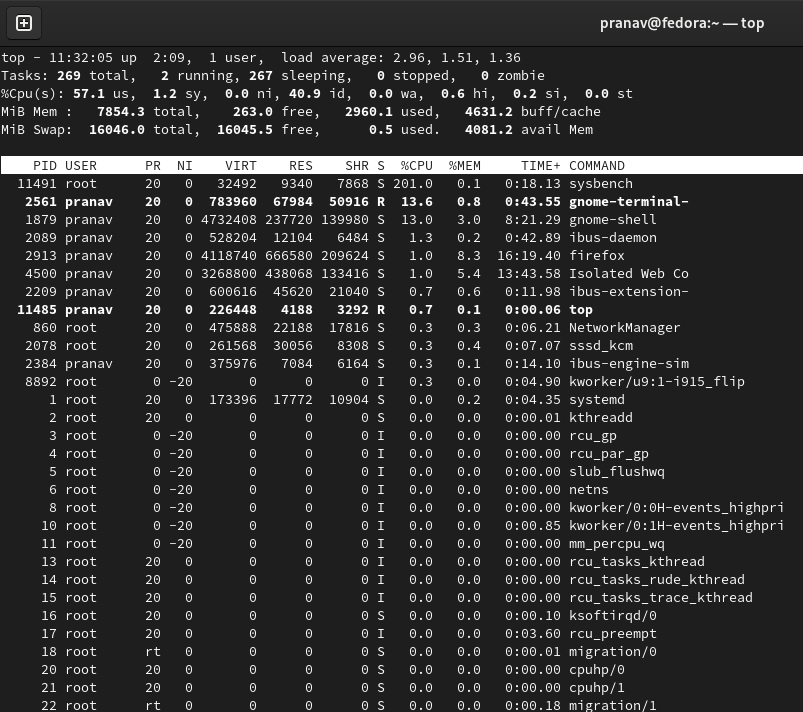 pranav@fedora:~ — top
top - 11:32:05 up  2:09,  1 user,  load average: 2.96, 1.51, 1.36
Tasks: 269 total,   2 running, 267 sleeping,   0 stopped,   0 zombie
%Cpu(s): 57.1 us,  1.2 sy,  0.0 ni, 40.9 id,  0.0 wa,  0.6 hi,  0.2 si,  0.0 st
MiB Mem :   7854.3 total,    263.0 free,   2960.1 used,   4631.2 buff/cache
MiB Swap:  16046.0 total,  16045.5 free,      0.5 used.   4081.2 avail Mem
PID USER      PR  NI    VIRT    RES    SHR S  %CPU  %MEM     TIME+ COMMAND
11491 root      20   0   32492   9340   7868 S 201.0   0.1   0:18.13 sysbench
2561 pranav    20   0  783960  67984  50916 R  13.6   0.8   0:43.55 gnome-terminal-
1879 pranav    20   0 4732408 237720 139980 S  13.0   3.0   8:21.29 gnome-shell
2089 pranav    20   0  528204  12104   6484 S   1.3   0.2   0:42.89 ibus-daemon
2913 pranav    20   0 4118740 666580 209624 S   1.0   8.3  16:19.40 firefox
4500 pranav    20   0 3268800 438068 133416 S   1.0   5.4  13:43.58 Isolated Web Co
2209 pranav    20   0  600616  45620  21040 S   0.7   0.6   0:11.98 ibus-extension-
11485 pranav    20   0  226448   4188   3292 R   0.7   0.1   0:00.06 top
860 root      20   0  475888  22188  17816 S   0.3   0.3   0:06.21 NetworkManager
2078 root      20   0  261568  30056   8308 S   0.3   0.4   0:07.07 sssd_kcm
2384 pranav    20   0  375976   7084   6164 S   0.3   0.1   0:14.10 ibus-engine-sim
8892 root       0 -20       0      0      0 I   0.3   0.0   0:04.90 kworker/u9:1-i915_flip
1 root      20   0  173396  17772  10904 S   0.0   0.2   0:04.35 systemd
2 root      20   0       0      0      0 S   0.0   0.0   0:00.01 kthreadd
3 root       0 -20       0      0      0 I   0.0   0.0   0:00.00 rcu_gp
4 root       0 -20       0      0      0 I   0.0   0.0   0:00.00 rcu_par_gp
5 root       0 -20       0      0      0 I   0.0   0.0   0:00.00 slub_flushwq
6 root       0 -20       0      0      0 I   0.0   0.0   0:00.00 netns
8 root       0 -20       0      0      0 I   0.0   0.0   0:00.00 kworker/0:0H-events_highpri
10 root       0 -20       0      0      0 I   0.0   0.0   0:00.85 kworker/0:1H-events_highpri
11 root       0 -20       0      0      0 I   0.0   0.0   0:00.00 mm_percpu_wq
13 root      20   0       0      0      0 I   0.0   0.0   0:00.00 rcu_tasks_kthread
14 root      20   0       0      0      0 I   0.0   0.0   0:00.00 rcu_tasks_rude_kthread
15 root      20   0       0      0      0 I   0.0   0.0   0:00.00 rcu_tasks_trace_kthread
16 root      20   0       0      0      0 S   0.0   0.0   0:00.10 ksoftirqd/0
17 root      20   0       0      0      0 I   0.0   0.0   0:03.60 rcu_preempt
18 root      rt   0       0      0      0 S   0.0   0.0   0:00.01 migration/0
20 root      20   0       0      0      0 S   0.0   0.0   0:00.00 cpuhp/0
21 root      20   0       0      0      0 S   0.0   0.0   0:00.00 cpuhp/1
22 root      rt   0       0      0      0 S   0.0   0.0   0:00.18 migration/1